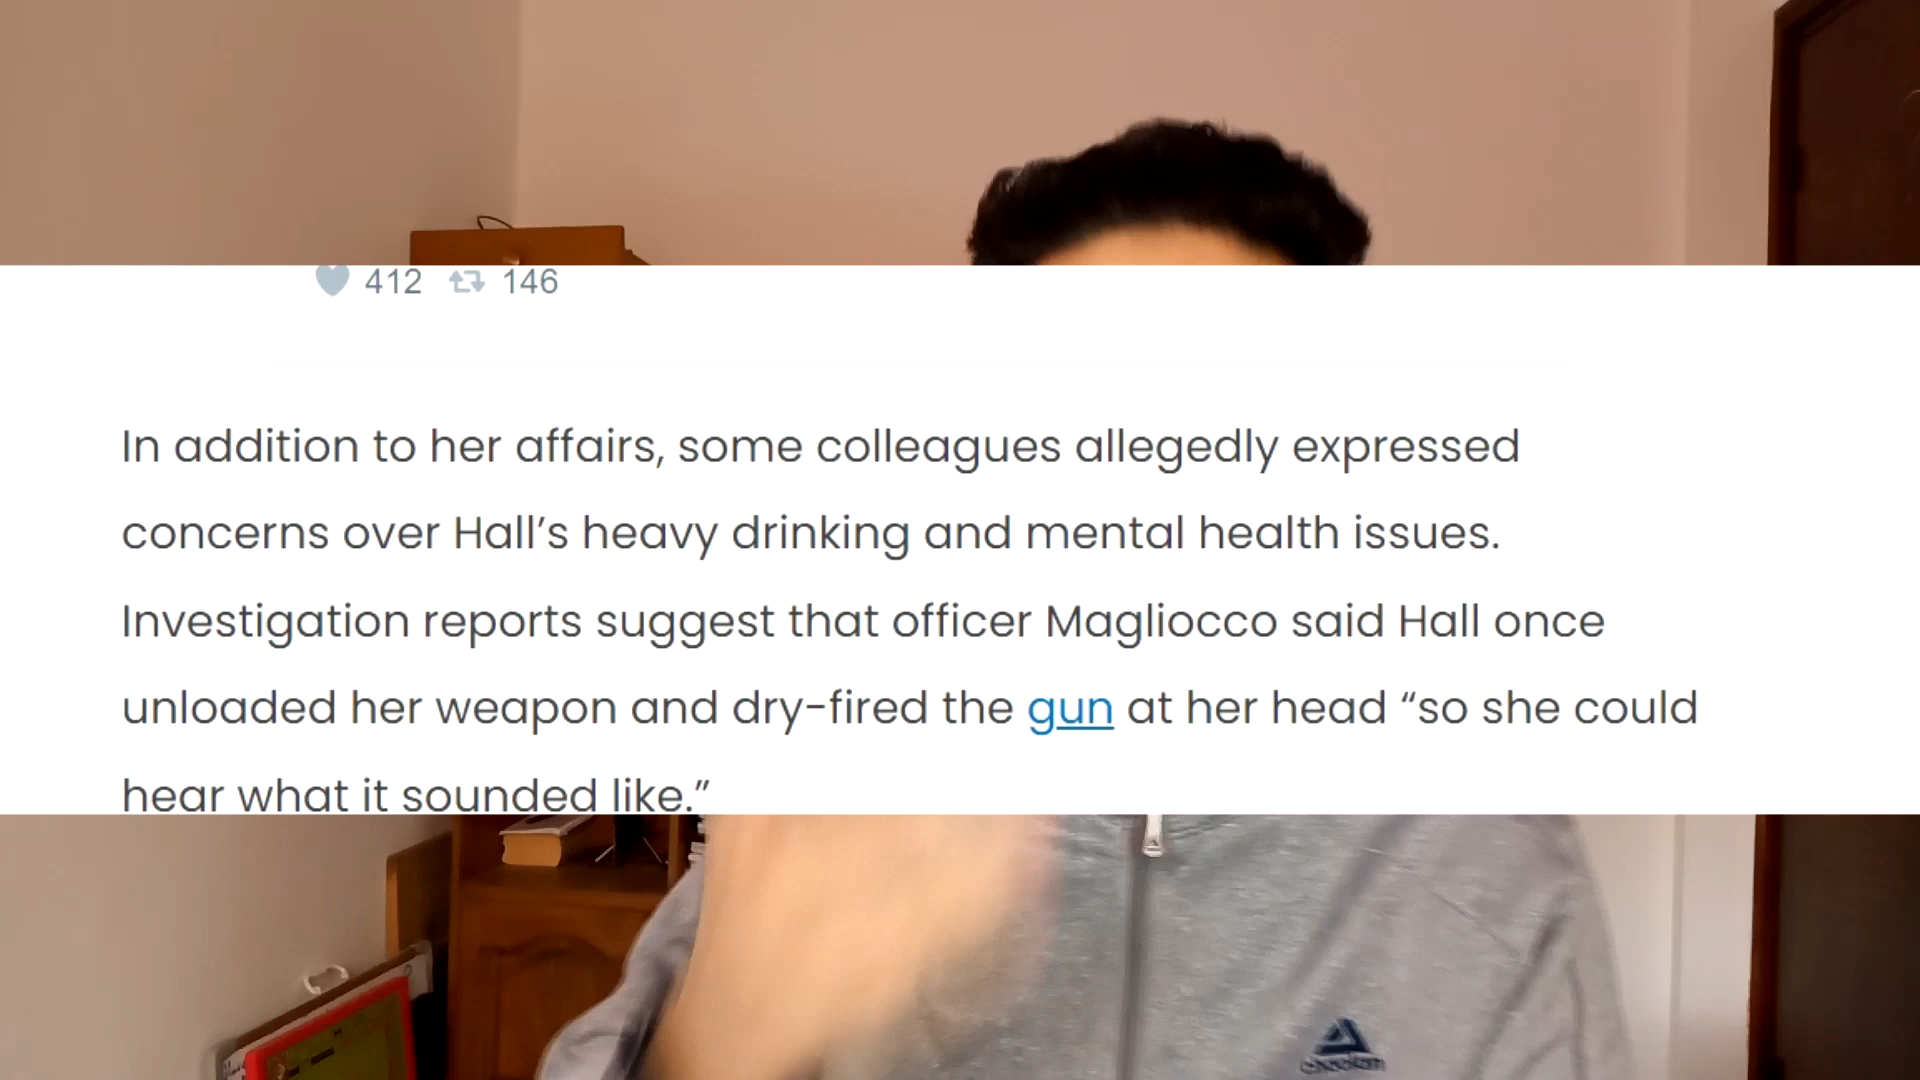 412 146
In addition to her affairs, some colleagues allegedly expressed
concerns over Hall’s heavy drinking and mental health issues.
Investigation reports suggest that officer Magliocco said Hall once
unloaded her weapon and dry-fired the gun at her head “so she could
hear what it sounded like.”